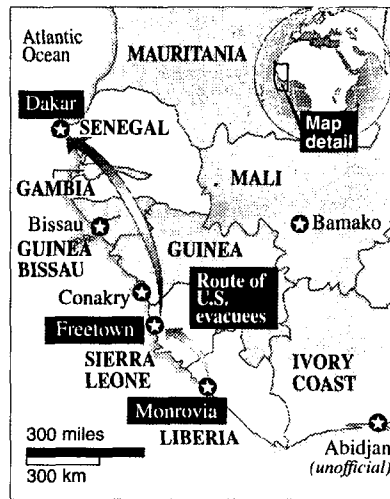 Atlantic
Ocean
MAURITANIA
Dakar
SENEGAL
Map
detail
GAMBIA
MALI
Bissau
Bamako
GUINEA
BISSAU
GUINEA
Conakry
Route of
U.S.
evacuees
Freetown
SIERRA
LEONE
IVORY
COAST
Monrovia
LIBERIA
300 miles
300 km
Abidjan
(unofficial)